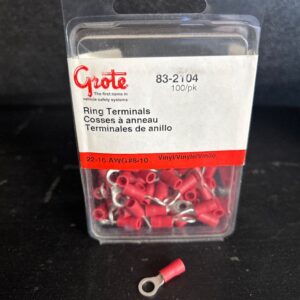 Grote
The first name in
vehicle safety systems
83-2104
100/pk
Ring Terminals
Cosses à anneau
Terminales de anillo
22-16 AWG #8-10 Vinyl/Vinyle/Vinilo